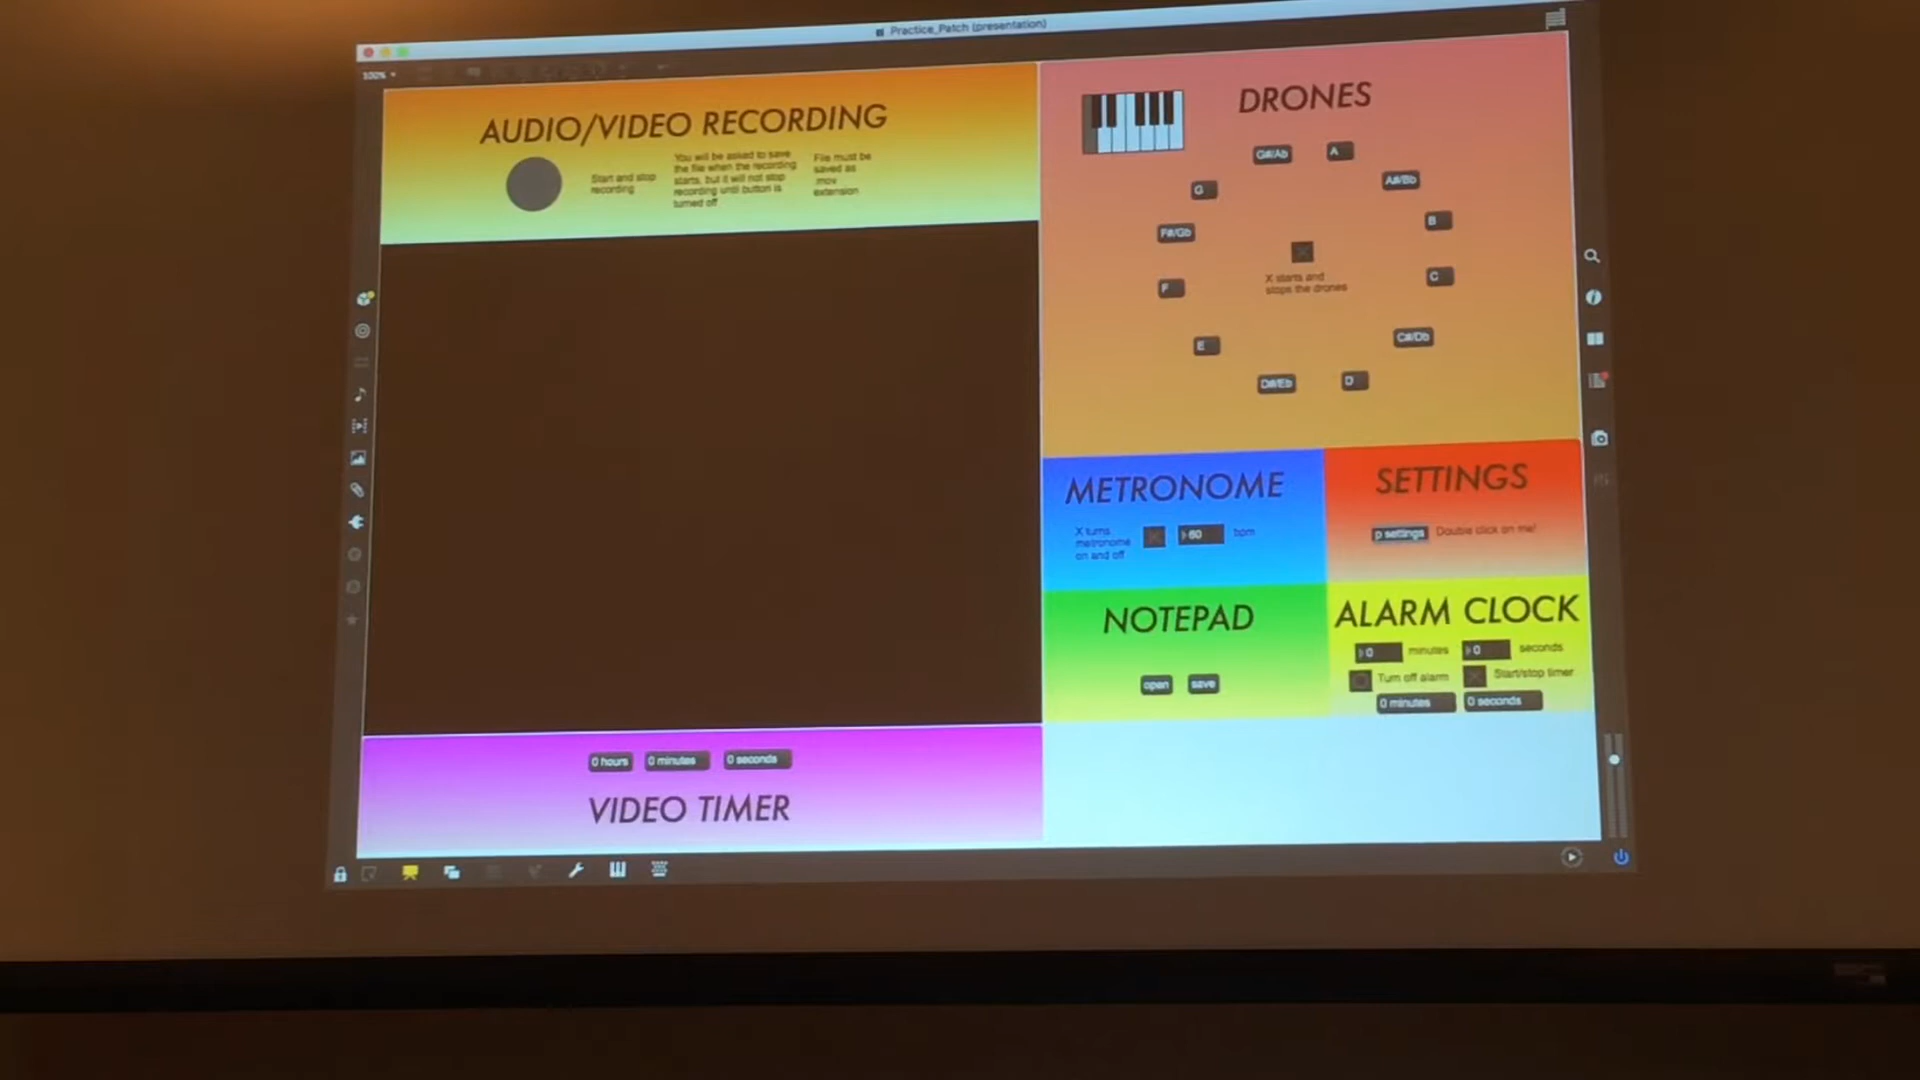 Practice_Patch (presentation)
100%
AUDIO/VIDEO RECORDING
Start and stop
recording
You will be asked to save
the file when the recording
starts, but it will not stop
recording until button is
turned off
File must be
saved as
.mov
extension
DRONES
G#/Ab
A
G
A#/Bb
F#/Gb
B
X starts and
stops the drones
F
C
E
C#/Db
D#/Eb
D
METRONOME
X turns
metronome
on and off
60
bpm
SETTINGS
p settings
Double click on me!
NOTEPAD
open
save
ALARM CLOCK
0
minutes
0
seconds
Turn off alarm
Start/stop timer
0 minutes
0 seconds
0 hours
0 minutes
0 seconds
VIDEO TIMER